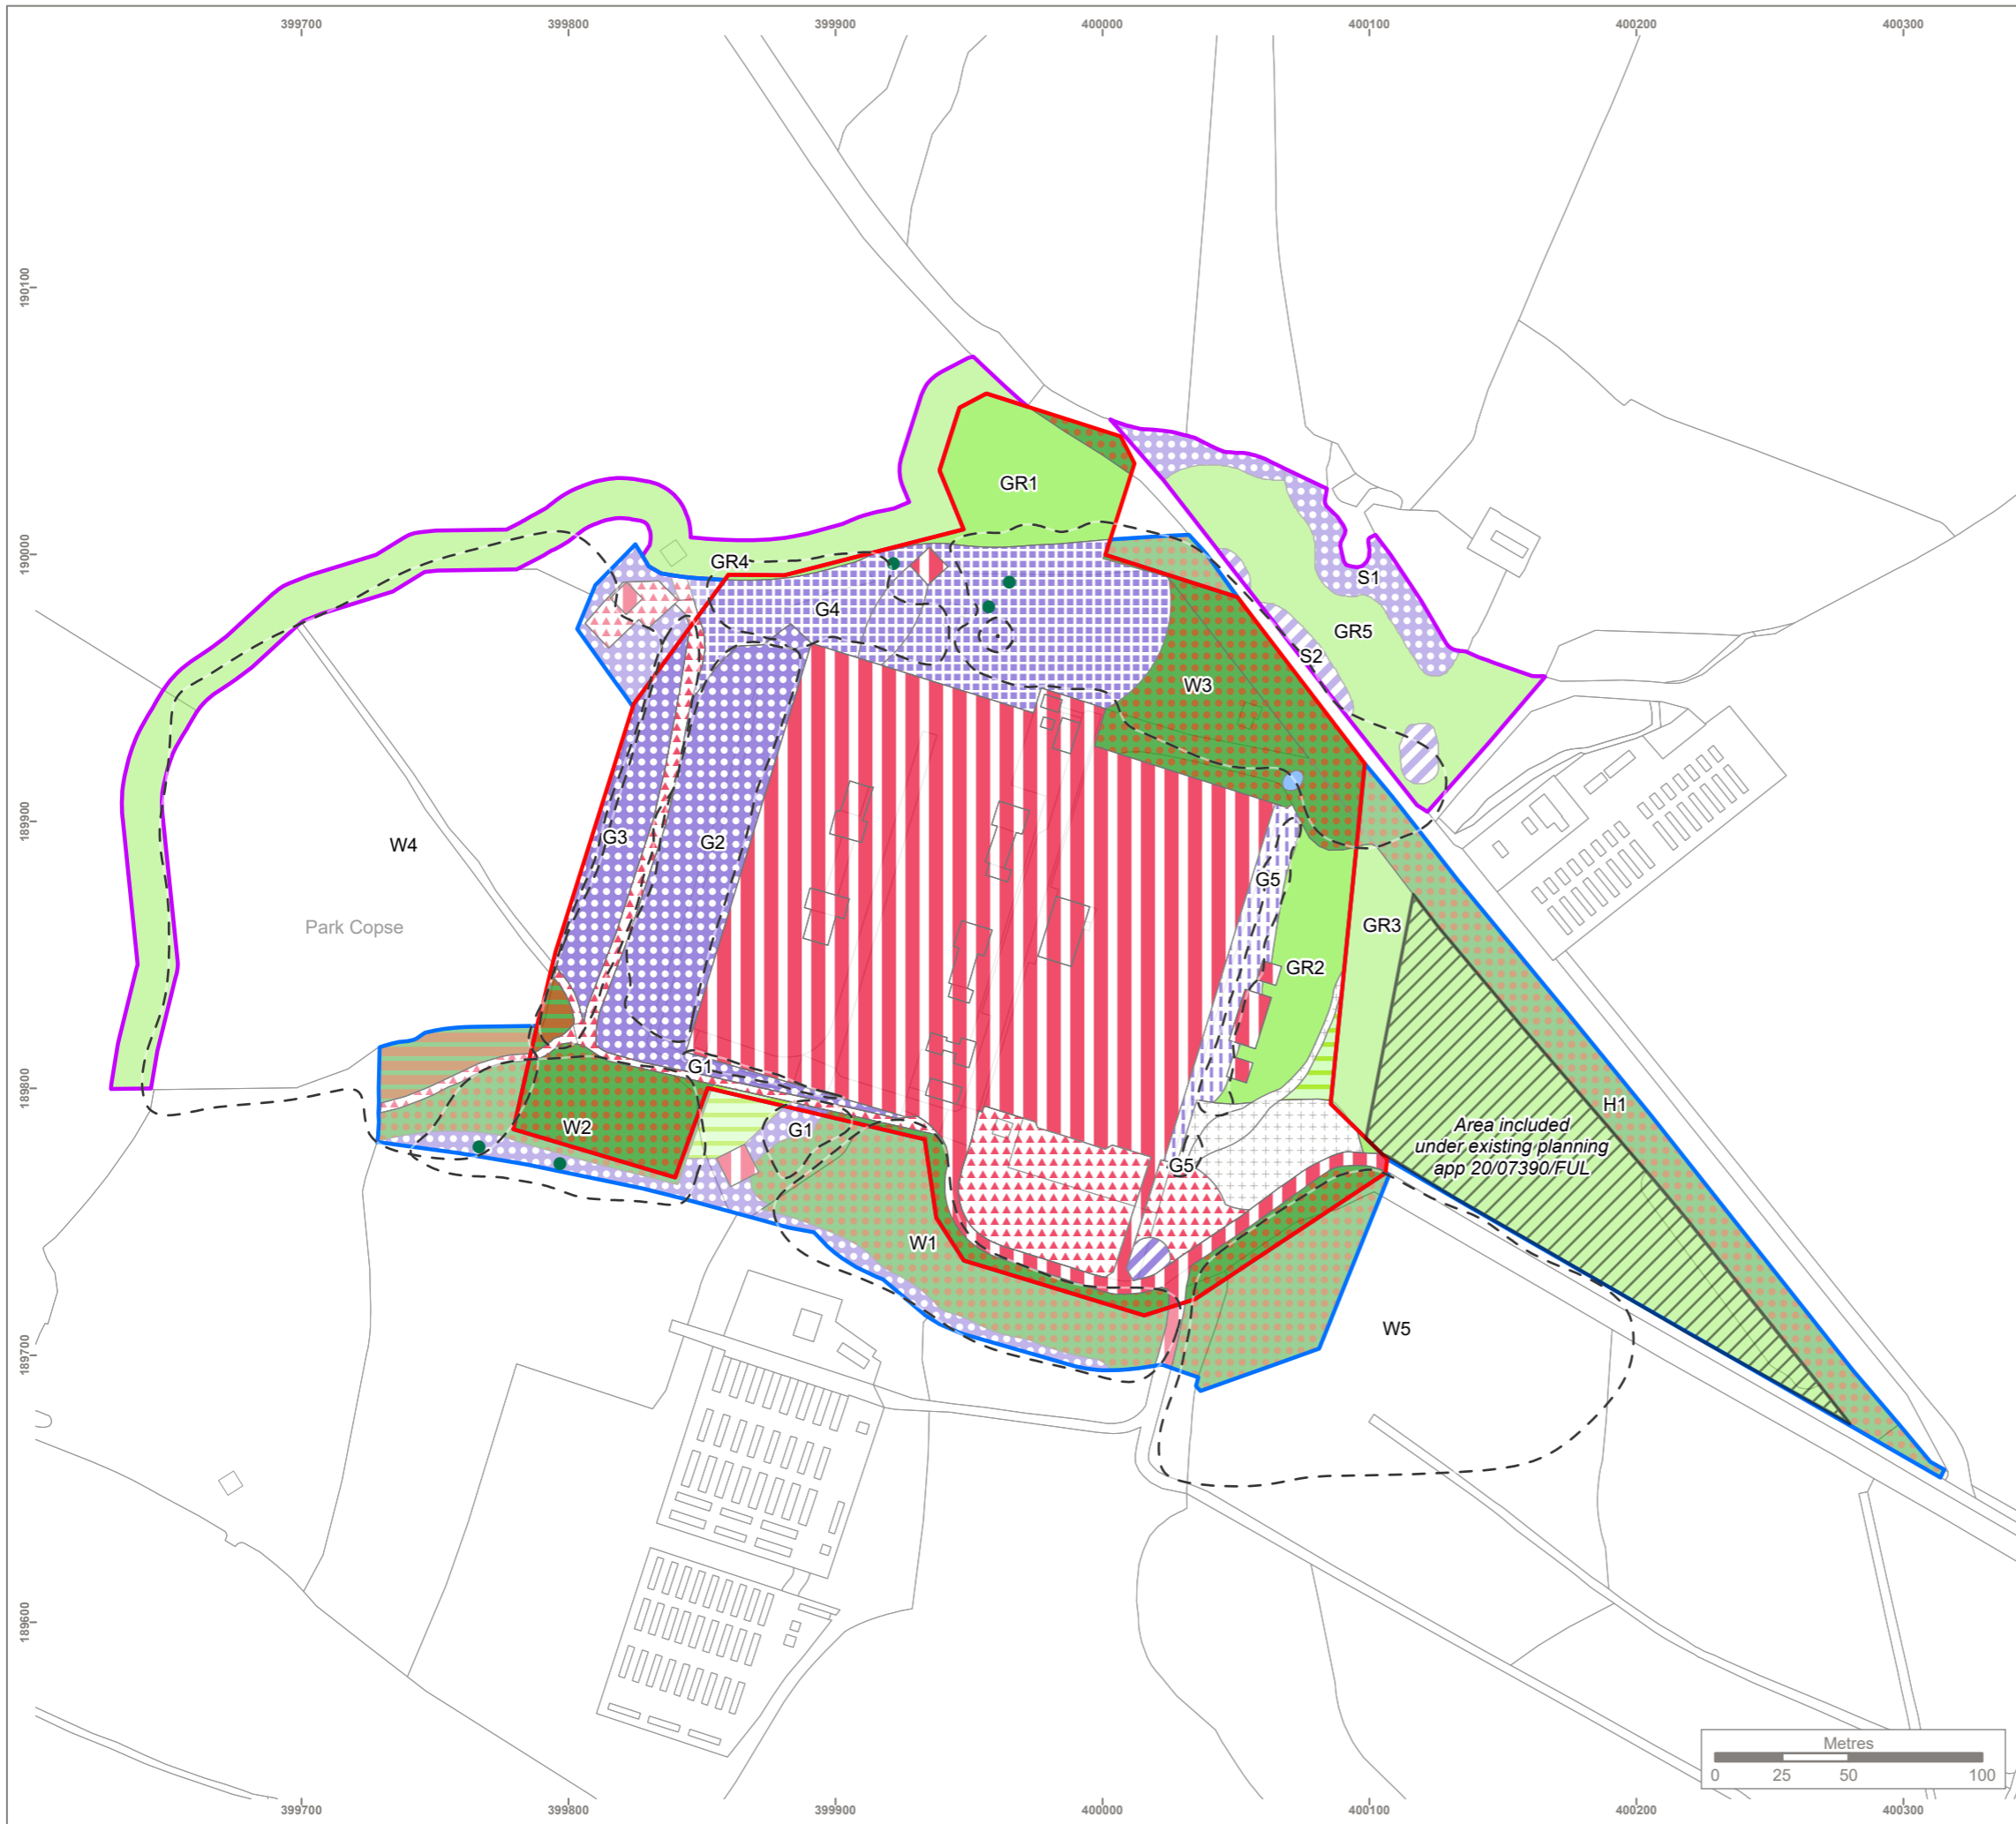 399700 399800 399900 400000 400100 400200 400300
190100
190000
189900
189800
189700
189600
GR1
GR4
S1
G4
GR5
S2
W3
G3
G2
W4
G5
Park Copse
GR3
GR2
G1
H1
W2
G1
Area included
under existing planning
app 20/07390/FUL
G5
W1
W5
Metres
0 25 50 100
399700 399800 399900 400000 400100 400200 400300